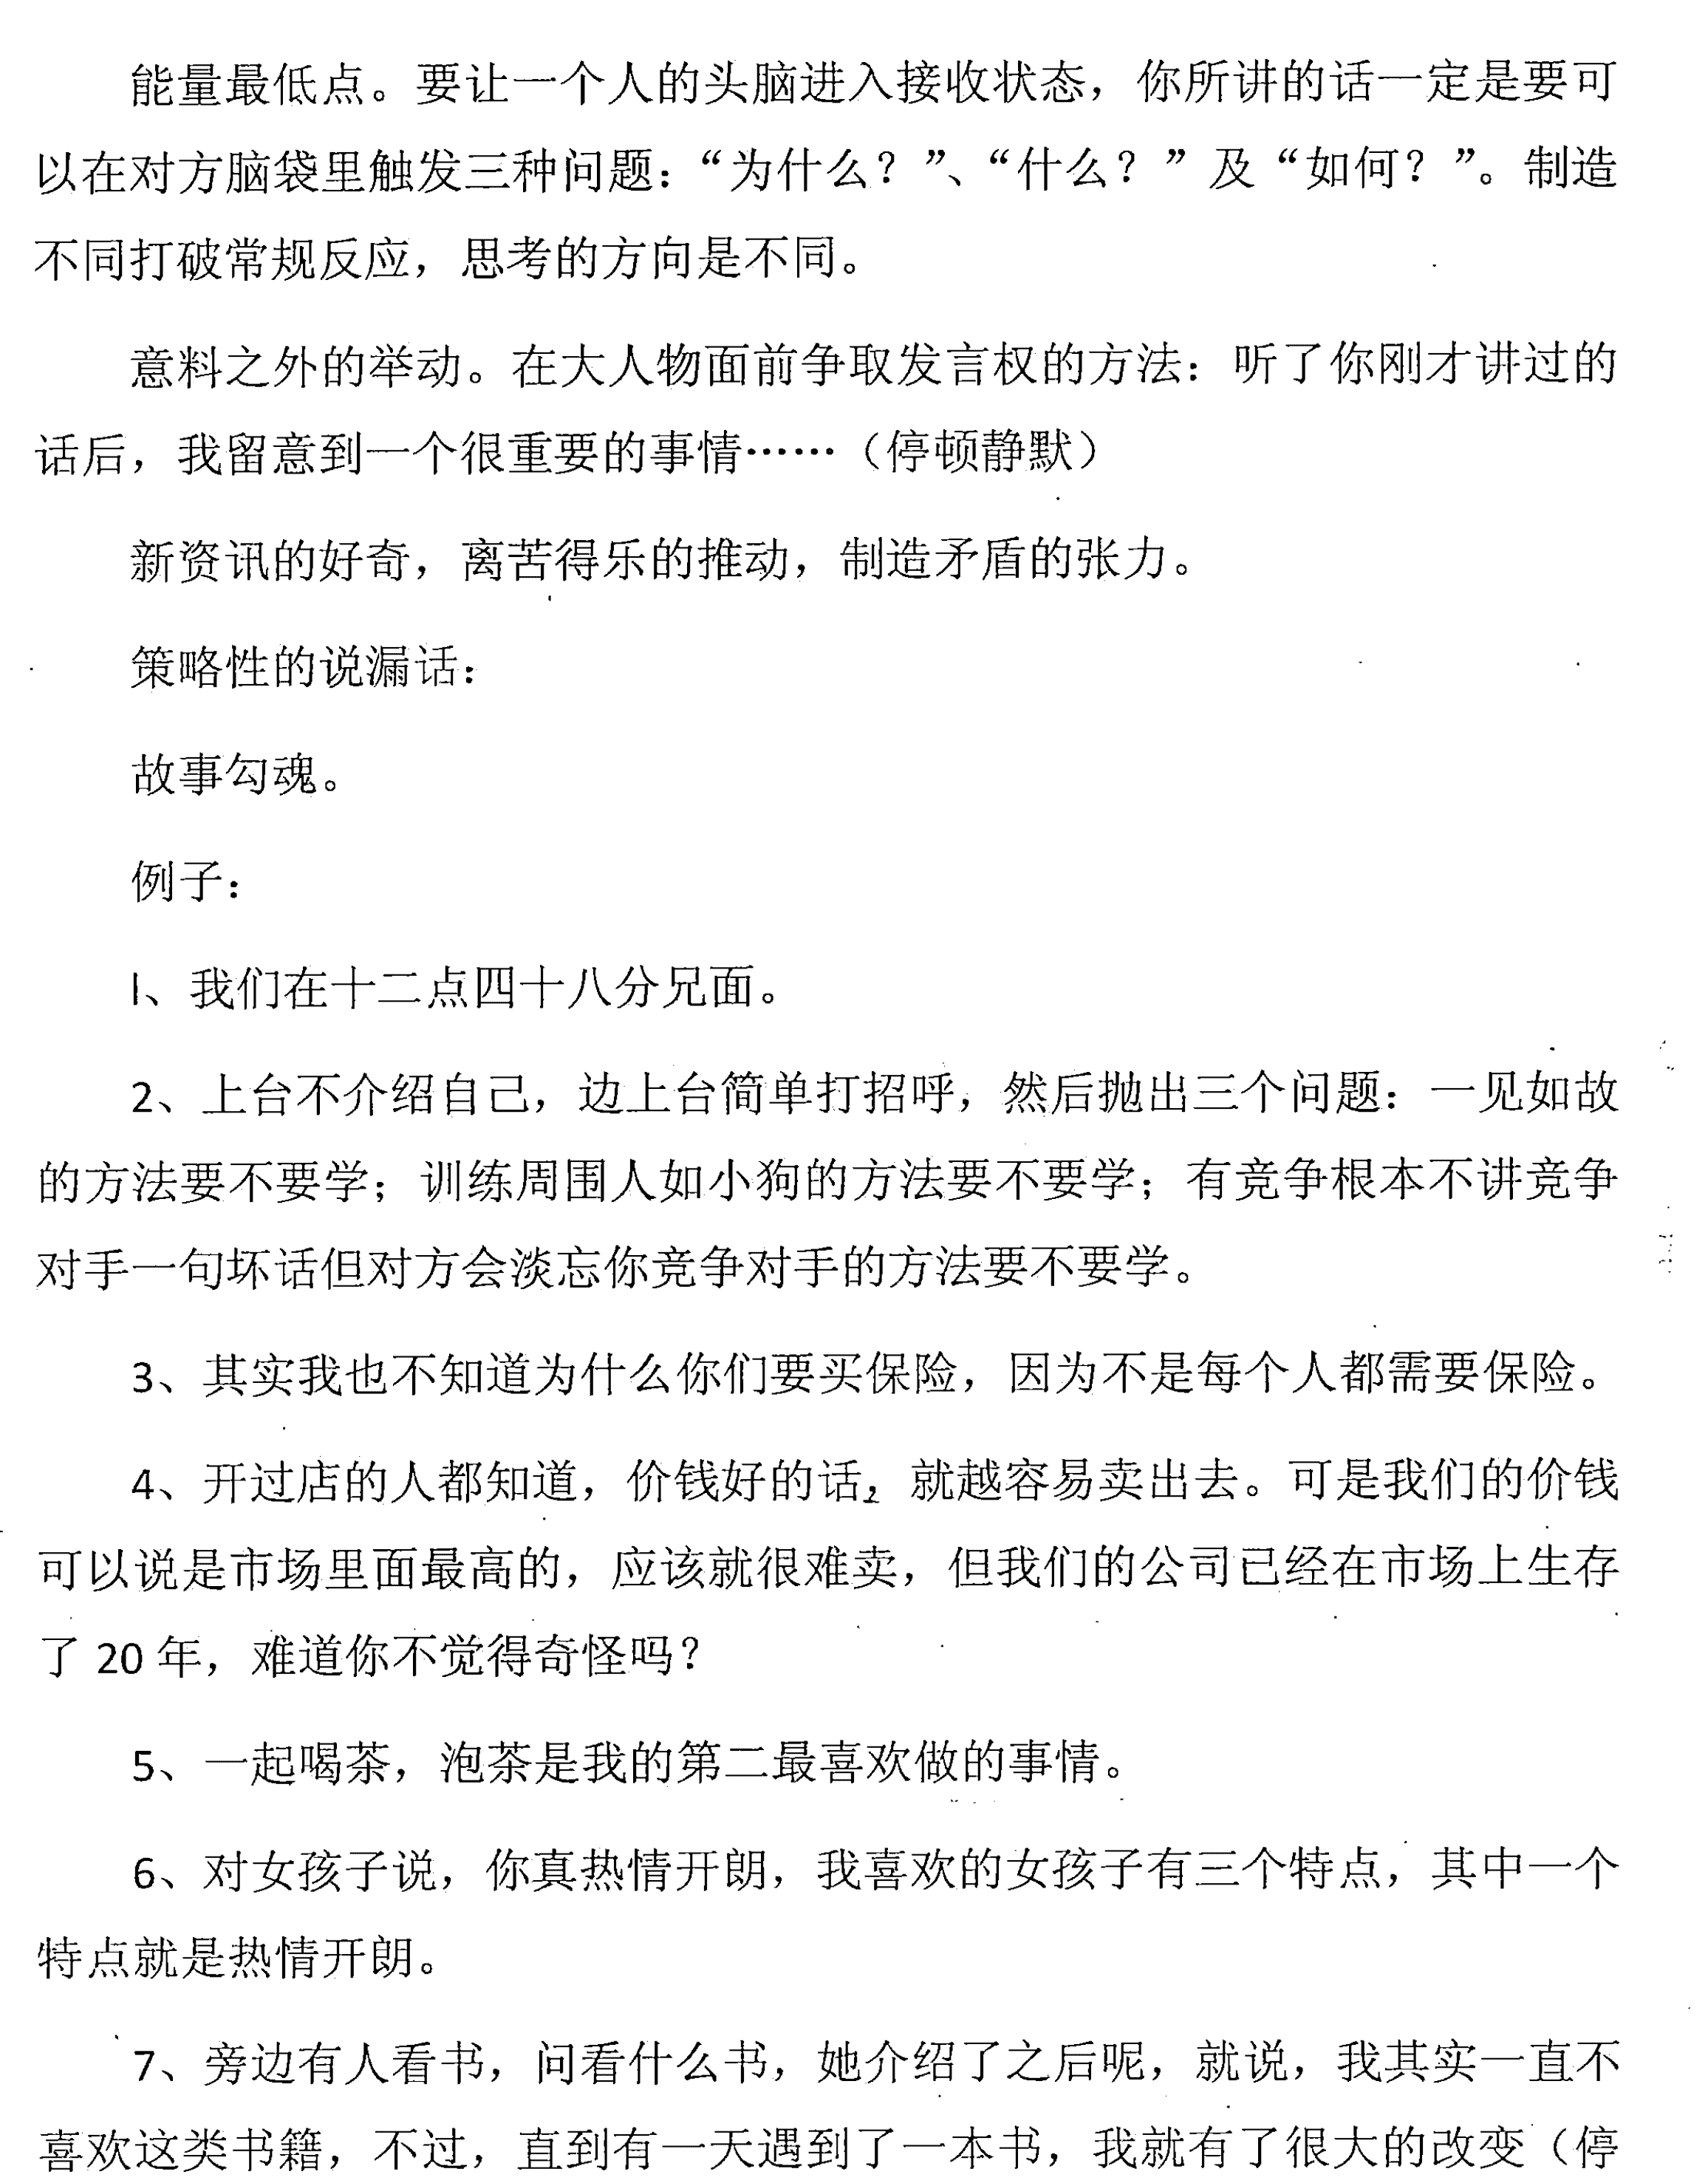 能量最低点。要让一个人的头脑进入接收状态，你所讲的话一定是要可
以在对方脑袋里触发三种问题：“为什么？”、“什么？”及“如何？”。制造
不同打破常规反应，思考的方向是不同。
意料之外的举动。在大人物面前争取发言权的方法：听了你刚才讲过的
话后，我留意到一个很重要的事情……（停顿静默）
新资讯的好奇，离苦得乐的推动，制造矛盾的张力。
策略性的说漏话：
故事勾魂。
例子：
l、我们在十二点四十八分兄面。
2、上台不介绍自己，边上台简单打招呼，然后抛出三个问题：一见如故
的方法要不要学；训练周围人如小狗的方法要不要学；有竞争根本不讲竞争
对手一句坏话但对方会淡忘你竞争对手的方法要不要学。
3、其实我也不知道为什么你们要买保险，因为不是每个人都需要保险。
4、开过店的人都知道，价钱好的话，就越容易卖出去。可是我们的价钱
可以说是市场里面最高的，应该就很难卖，但我们的公司已经在市场上生存
了 20 年，难道你不觉得奇怪吗？
5、一起喝茶，泡茶是我的第二最喜欢做的事情。
6、对女孩子说，你真热情开朗，我喜欢的女孩子有三个特点，其中一个
特点就是热情开朗。
7、旁边有人看书，问看什么书，她介绍了之后呢，就说，我其实一直不
喜欢这类书籍，不过，直到有一天遇到了一本书，我就有了很大的改变（停